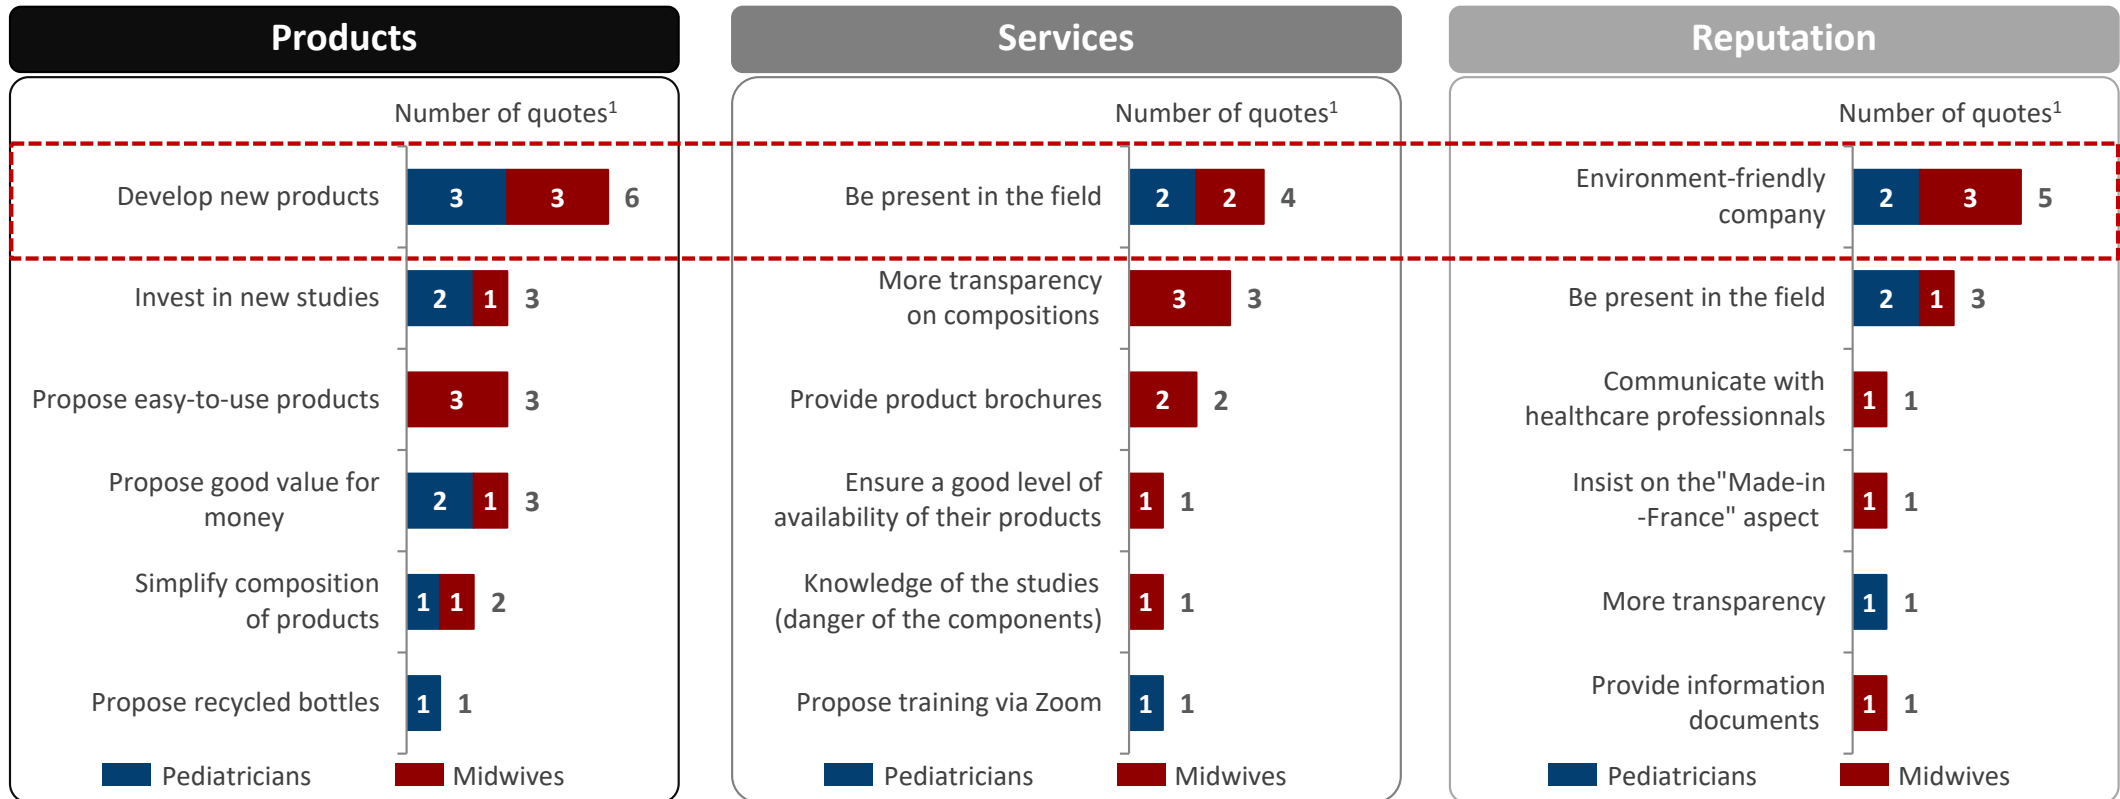 Products
Number of quotes1
Develop new products
3 3 6
Invest in new studies
2 1 3
Propose easy-to-use products
3 3
Propose good value for
money
2 1 3
Simplify composition
of products
1 1 2
Propose recycled bottles
1 1
Pediatricians Midwives
Services
Number of quotes1
Be present in the field
2 2 4
More transparency
on compositions
3 3
Provide product brochures
2 2
Ensure a good level of
availability of their products
1 1
Knowledge of the studies
(danger of the components)
1 1
Propose training via Zoom
1 1
Pediatricians Midwives
Reputation
Number of quotes1
Environment-friendly
company
2 3 5
Be present in the field
2 1 3
Communicate with
healthcare professionnals
1 1
Insist on the"Made-in
-France" aspect
1 1
More transparency
1 1
Provide information
documents
1 1
Pediatricians Midwives